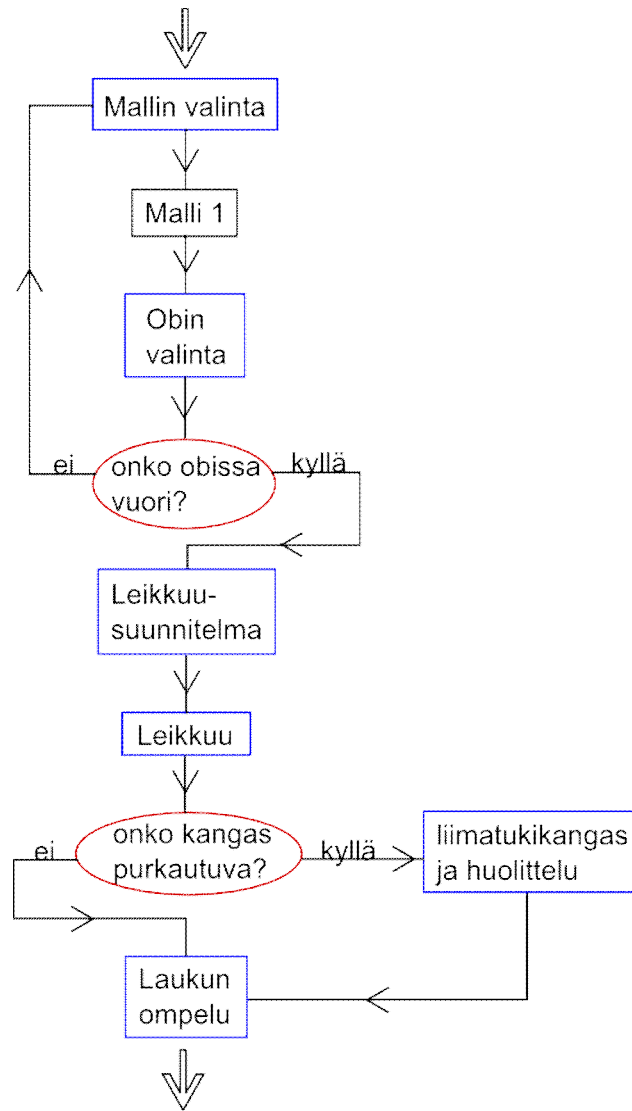 Mallin valinta
Malli 1
Obin
valinta
ei
onko obissa
vuori?
kyllä
Leikkuu-
suunnitelma
Leikkuu
ei
onko kangas
purkautuva?
kyllä
liimatukikangas
ja huolittelu
Laukun
ompelu